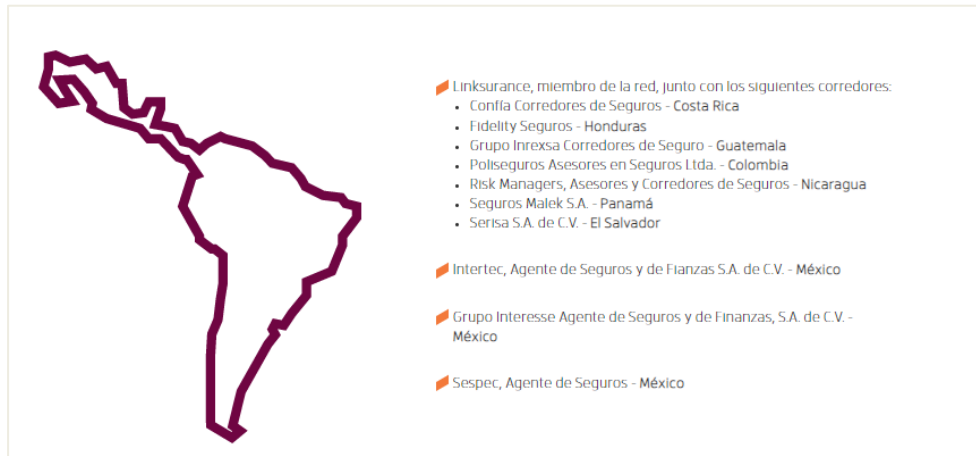 Linksurance, miembro de la red, junto con los siguientes corredores:
• Confía Corredores de Seguros - Costa Rica
• Fidelity Seguros - Honduras
• Grupo Inrexsa Corredores de Seguro - Guatemala
• Poliseguros Asesores en Seguros Ltda. - Colombia
• Risk Managers, Asesores y Corredores de Seguros - Nicaragua
• Seguros Malek S.A. - Panamá
• Serisa S.A. de C.V. - El Salvador
Intertec, Agente de Seguros y de Fianzas S.A. de C.V. - México
Grupo Interesse Agente de Seguros y de Finanzas, S.A. de C.V. -
México
Sespec, Agente de Seguros - México